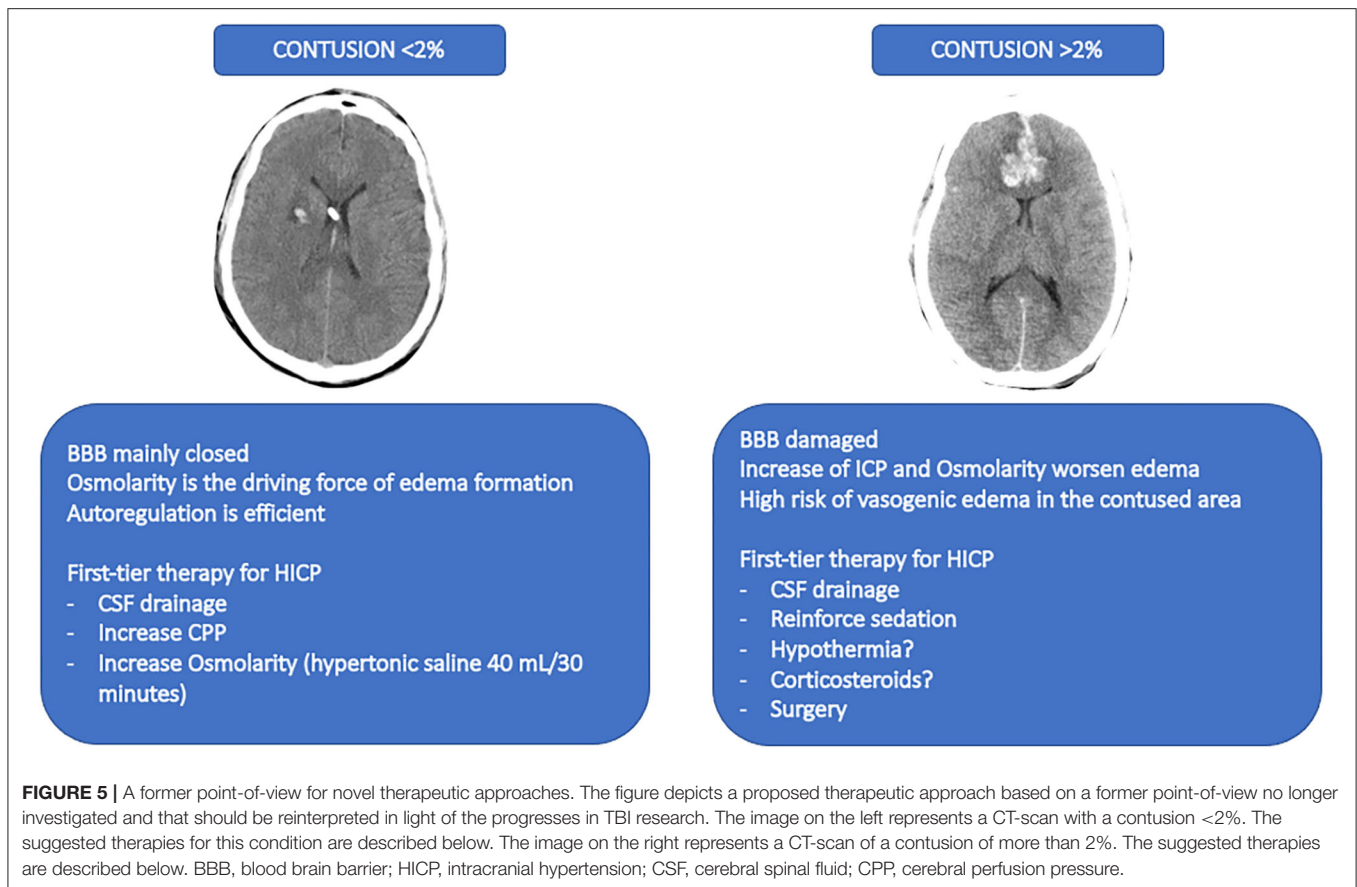 CONTUSION <2%
CONTUSION >2%
BBB mainly closed
Osmolarity is the driving force of edema formation
Autoregulation is efficient
First-tier therapy for HICP
- CSF drainage
- Increase CPP
- Increase Osmolarity (hypertonic saline 40 mL/30
minutes)
BBB damaged
Increase of ICP and Osmolarity worsen edema
High risk of vasogenic edema in the contused area
First-tier therapy for HICP
- CSF drainage
- Reinforce sedation
- Hypothermia?
- Corticosteroids?
- Surgery
FIGURE 5 | A former point-of-view for novel therapeutic approaches. The figure depicts a proposed therapeutic approach based on a former point-of-view no longer
investigated and that should be reinterpreted in light of the progresses in TBI research. The image on the left represents a CT-scan with a contusion <2%. The
suggested therapies for this condition are described below. The image on the right represents a CT-scan of a contusion of more than 2%. The suggested therapies
are described below. BBB, blood brain barrier; HICP, intracranial hypertension; CSF, cerebral spinal fluid; CPP, cerebral perfusion pressure.